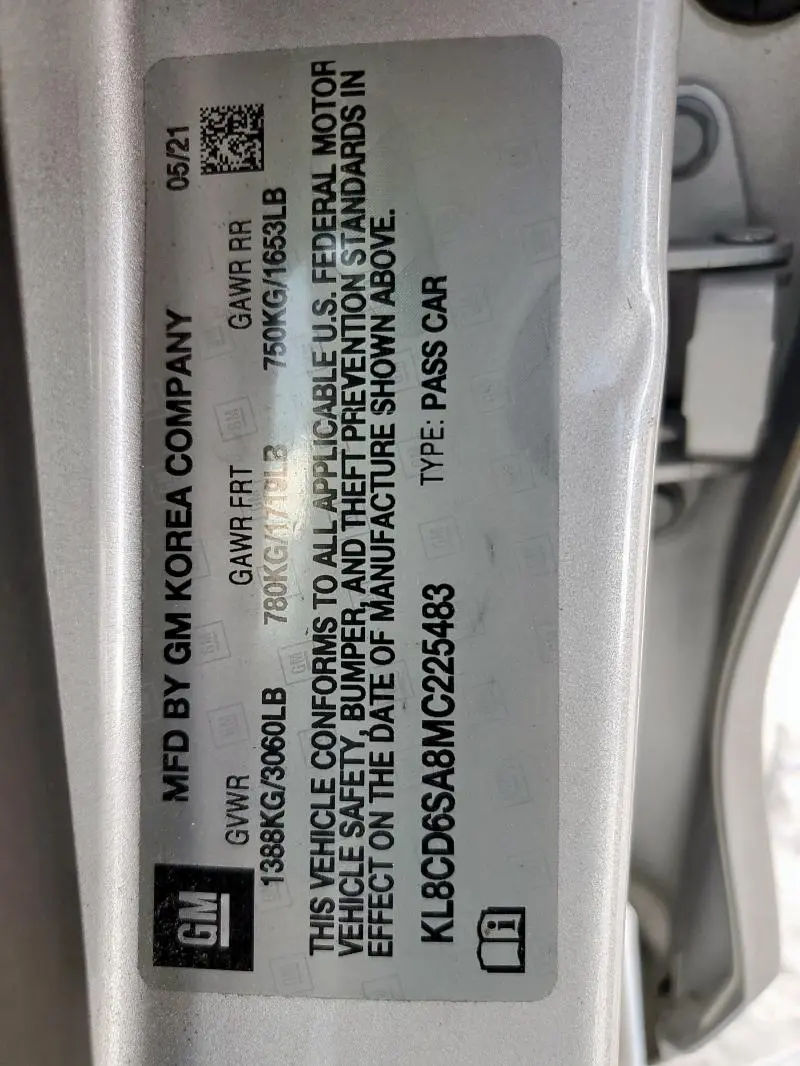 GM
MFD BY GM KOREA COMPANY 05/21
GVWR GAWR FRT GAWR RR
1388KG/3060LB 780KG/1719LB 750KG/1653LB
THIS VEHICLE CONFORMS TO ALL APPLICABLE U.S. FEDERAL MOTOR
VEHICLE SAFETY, BUMPER, AND THEFT PREVENTION STANDARDS IN
EFFECT ON THE DATE OF MANUFACTURE SHOWN ABOVE.
KL8CD6SA8MC225483 TYPE: PASS CAR